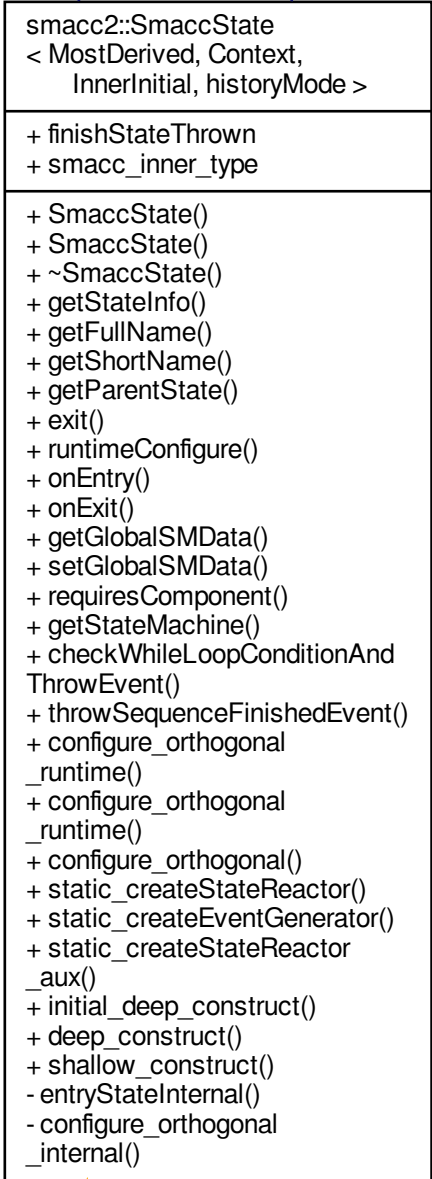 smacc2::SmaccState
< MostDerived, Context,
InnerInitial, historyMode >
+ finishStateThrown
+ smacc_inner_type
+ SmaccState()
+ SmaccState()
+ ~SmaccState()
+ getStateInfo()
+ getFullName()
+ getShortName()
+ getParentState()
+ exit()
+ runtimeConfigure()
+ onEntry()
+ onExit()
+ getGlobalSMData()
+ setGlobalSMData()
+ requiresComponent()
+ getStateMachine()
+ checkWhileLoopConditionAnd
ThrowEvent()
+ throwSequenceFinishedEvent()
+ configure_orthogonal
_runtime()
+ configure_orthogonal
_runtime()
+ configure_orthogonal()
+ static_createStateReactor()
+ static_createEventGenerator()
+ static_createStateReactor
_aux()
+ initial_deep_construct()
+ deep_construct()
+ shallow_construct()
- entryStateInternal()
- configure_orthogonal
_internal()